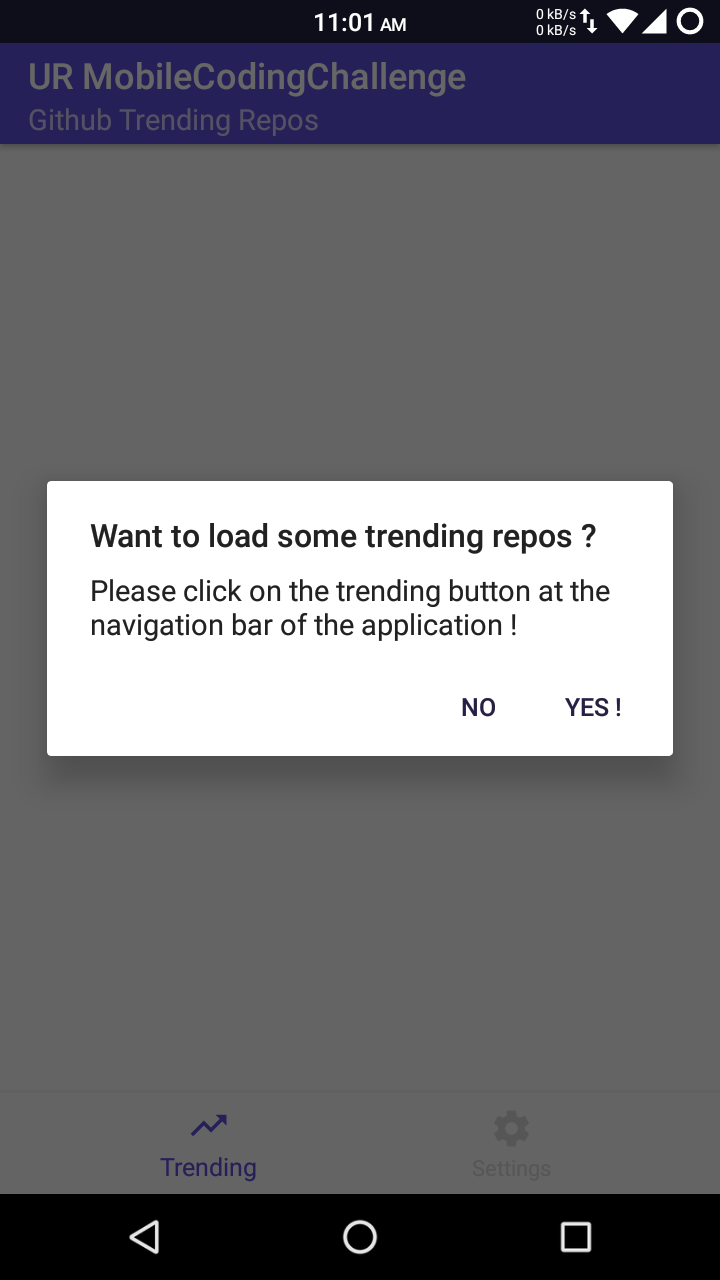 11:01 AM
0 kB/s
0 kB/s
UR MobileCodingChallenge
Github Trending Repos
Want to load some trending repos ?
Please click on the trending button at the
navigation bar of the application !
NO YES !
Trending Settings